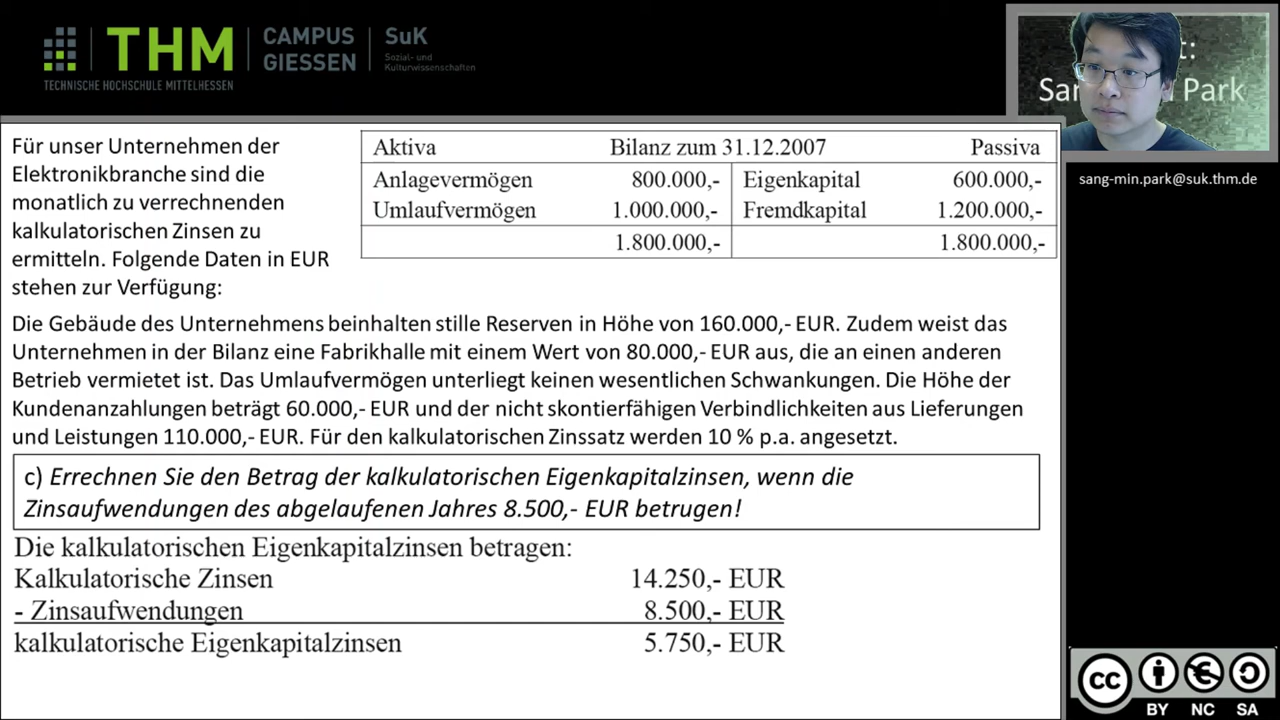 THM
CAMPUS
GIESSEN
SuK
Sozial- und
Kulturwissenschaften
TECHNISCHE HOCHSCHULE MITTELHESSEN
Park
sang-min.park@suk.thm.de
Für unser Unternehmen der
Elektronikbranche sind die
monatlich zu verrechnenden
kalkulatorischen Zinsen zu
ermitteln. Folgende Daten in EUR
stehen zur Verfügung:
Aktiva Bilanz zum 31.12.2007 Passiva
Anlagevermögen 800.000,- Eigenkapital 600.000,-
Umlaufvermögen 1.000.000,- Fremdkapital 1.200.000,-
1.800.000,- 1.800.000,-
Die Gebäude des Unternehmens beinhalten stille Reserven in Höhe von 160.000,- EUR. Zudem weist das
Unternehmen in der Bilanz eine Fabrikhalle mit einem Wert von 80.000,- EUR aus, die an einen anderen
Betrieb vermietet ist. Das Umlaufvermögen unterliegt keinen wesentlichen Schwankungen. Die Höhe der
Kundenanzahlungen beträgt 60.000,- EUR und der nicht skontierfähigen Verbindlichkeiten aus Lieferungen
und Leistungen 110.000,- EUR. Für den kalkulatorischen Zinssatz werden 10 % p.a. angesetzt.
c) Errechnen Sie den Betrag der kalkulatorischen Eigenkapitalzinsen, wenn die
Zinsaufwendungen des abgelaufenen Jahres 8.500,- EUR betrugen!
Die kalkulatorischen Eigenkapitalzinsen betragen:
Kalkulatorische Zinsen 14.250,- EUR
- Zinsaufwendungen 8.500,- EUR
kalkulatorische Eigenkapitalzinsen 5.750,- EUR
cc
BY NC SA